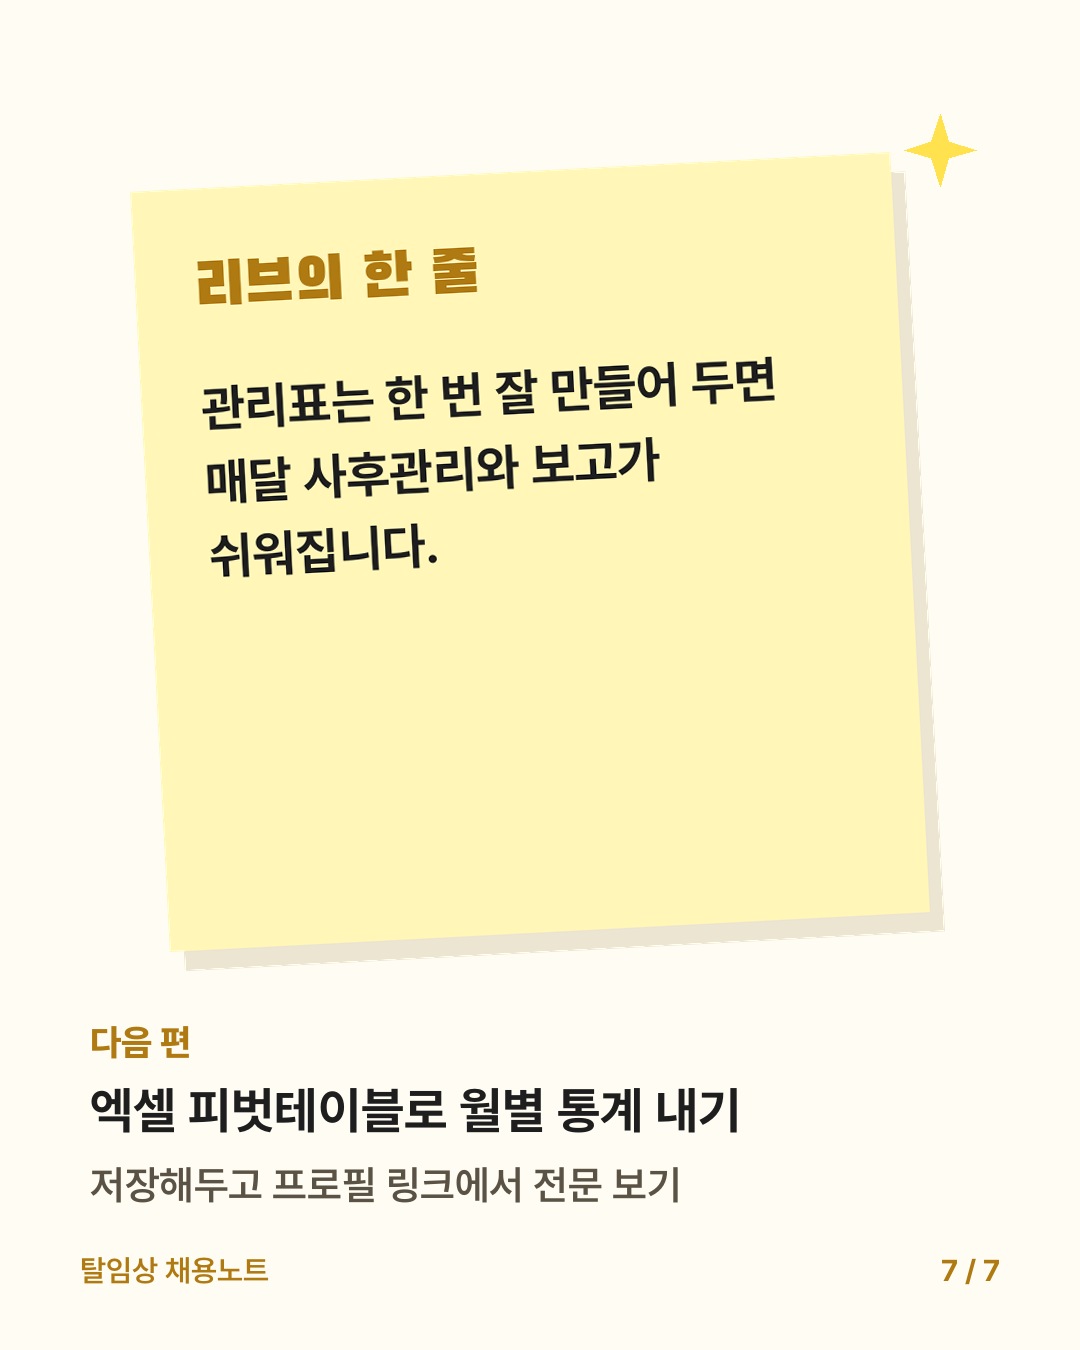 리브의 한 줄
관리표는 한 번 잘 만들어 두면
매달 사후관리와 보고가
쉬워집니다.
다음 편
엑셀 피벗테이블로 월별 통계 내기
저장해두고 프로필 링크에서 전문 보기
탈임상 채용노트
7 / 7